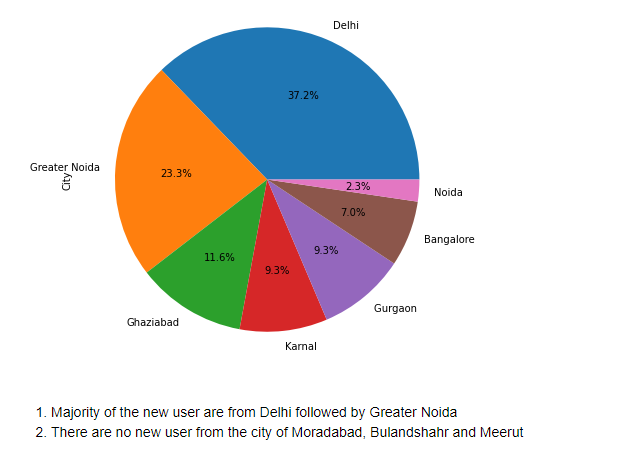 Delhi
37.2%
Greater Noida
23.3%
City
2.3%
Noida
7.0%
Bangalore
9.3%
11.6%
9.3%
Gurgaon
Ghaziabad
Karnal
1. Majority of the new user are from Delhi followed by Greater Noida
2. There are no new user from the city of Moradabad, Bulandshahr and Meerut